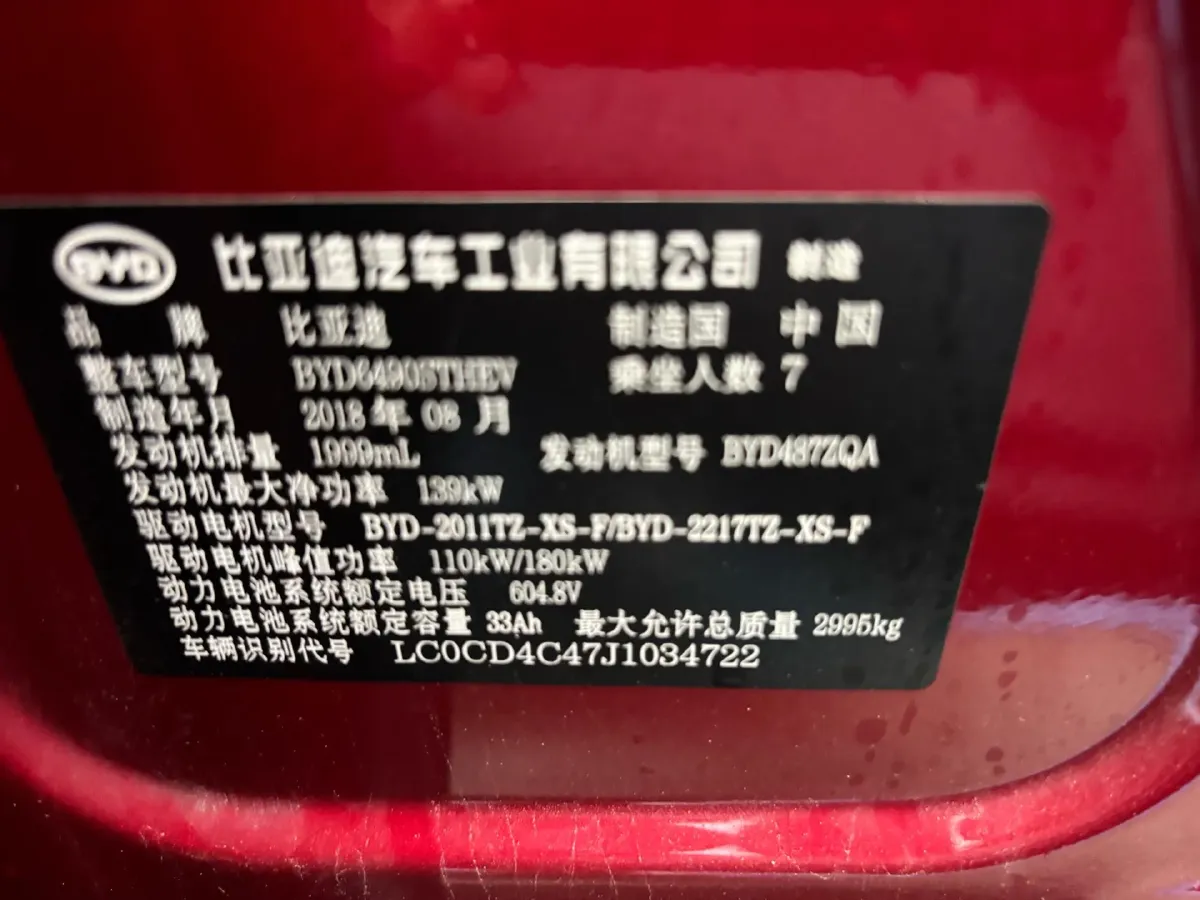 BYD 比亚迪汽车工业有限公司 制造
品牌 比亚迪 制造国 中国
整车型号 BYD6490STHEV 乘坐人数 7
制造年月 2018年08月
发动机排量 1999mL 发动机型号 BYD487ZQA
发动机最大净功率 139kW
驱动电机型号 BYD-2011TZ-XS-F/BYD-2217TZ-XS-F
驱动电机峰值功率 110kW/180kW
动力电池系统额定电压 604.8V
动力电池系统额定容量 33Ah 最大允许总质量 2995kg
车辆识别代号 LC0CD4C47J1034722